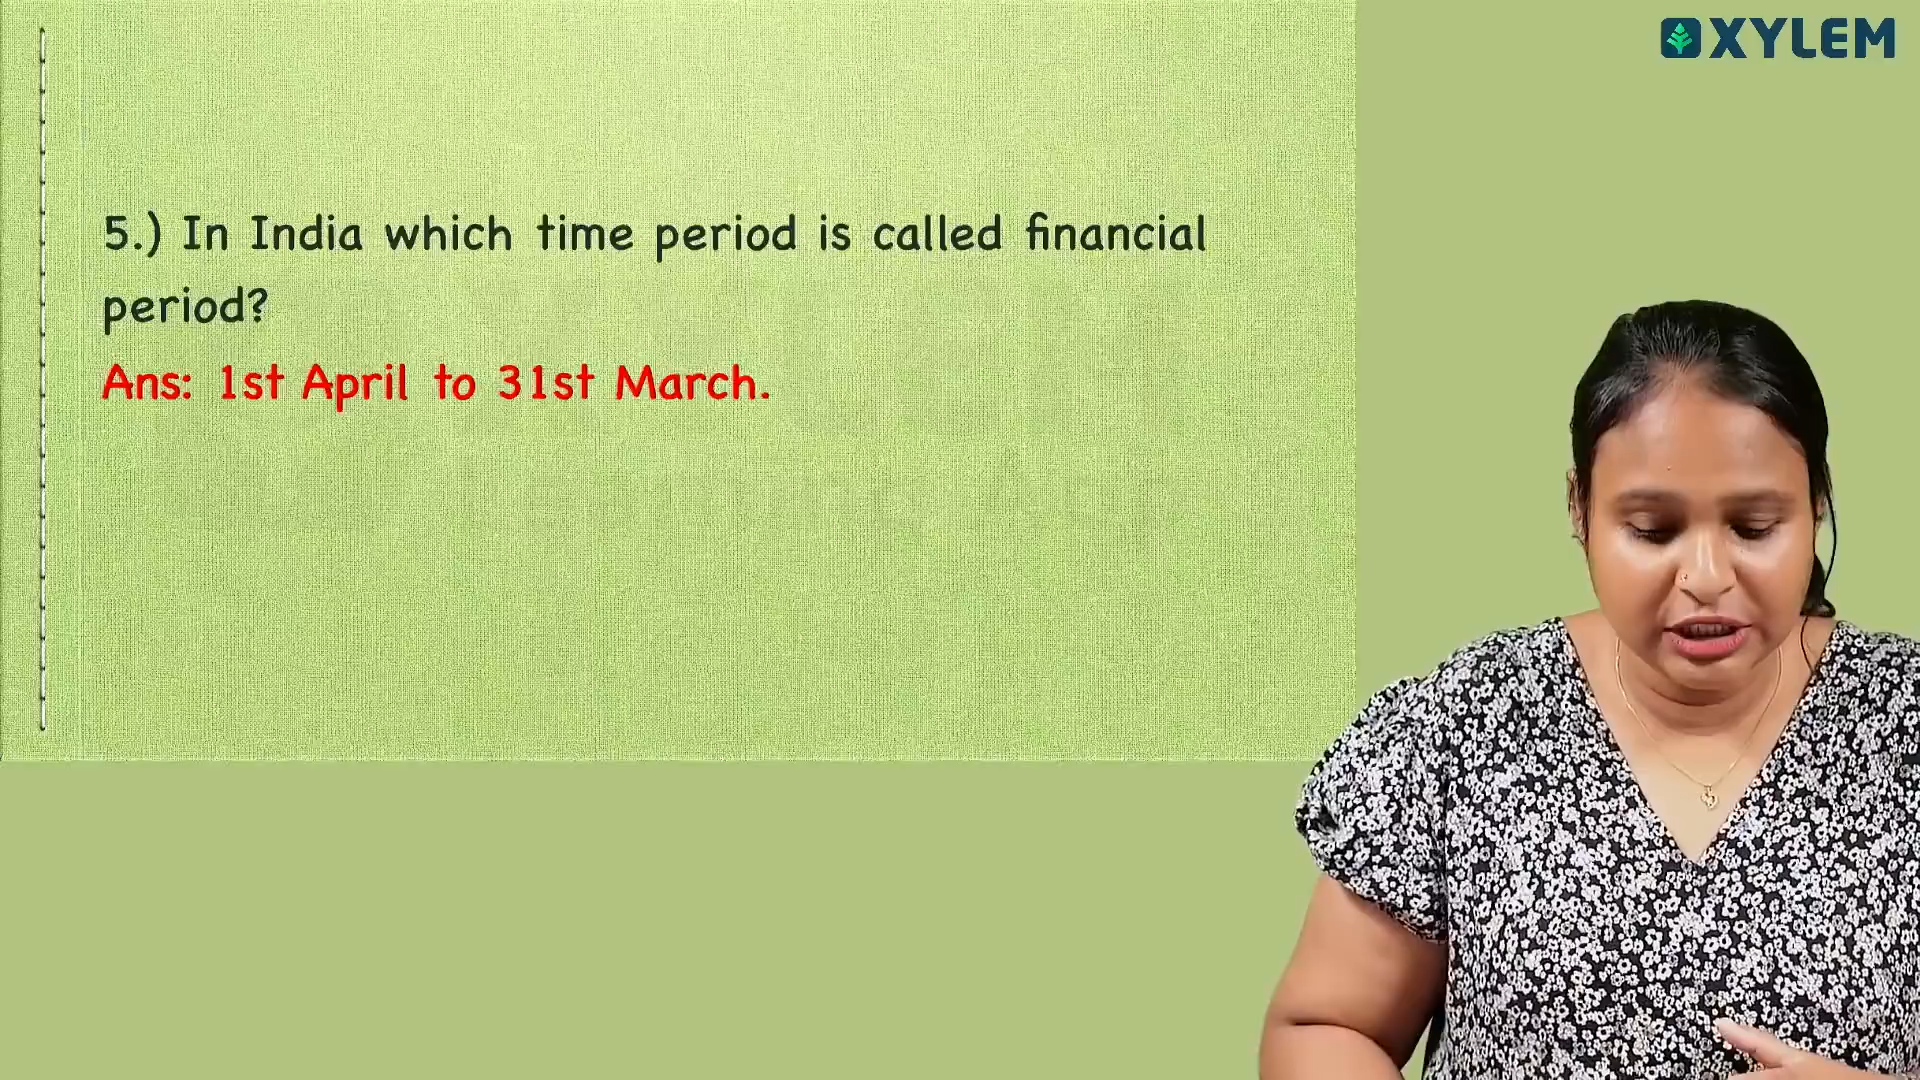 XYLEM
5.) In India which time period is called financial
period?
Ans: 1st April to 31st March.